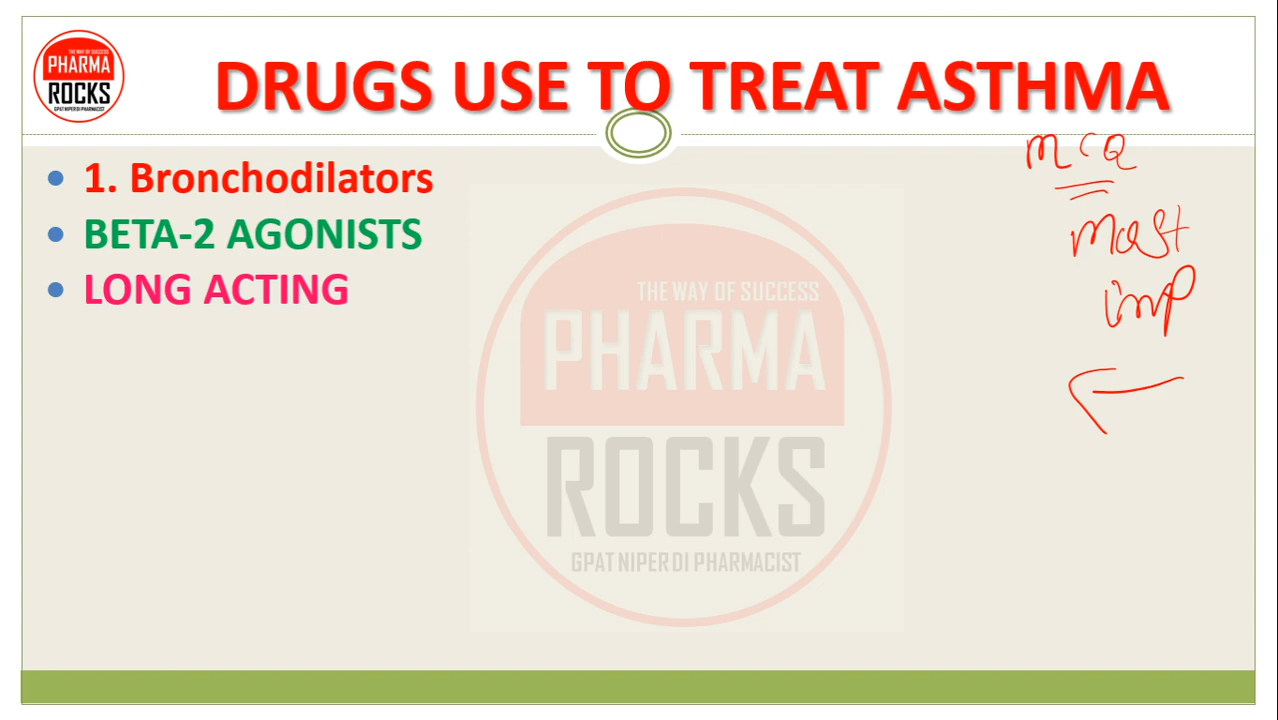 THE WAY OF SUCCESS
PHARMA
ROCKS
GPAT NIPER DI PHARMACIST
DRUGS USE TO TREAT ASTHMA
• 1. Bronchodilators
• BETA-2 AGONISTS
• LONG ACTING
MCQ
most
imp
THE WAY OF SUCCESS
PHARMA
ROCKS
GPAT NIPER DI PHARMACIST